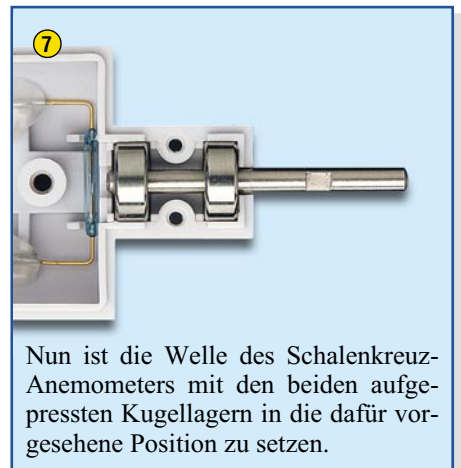 7
Nun ist die Welle des Schalenkreuz-
Anemometers mit den beiden aufge-
pressten Kugellagern in die dafür vor-
gesehene Position zu setzen.